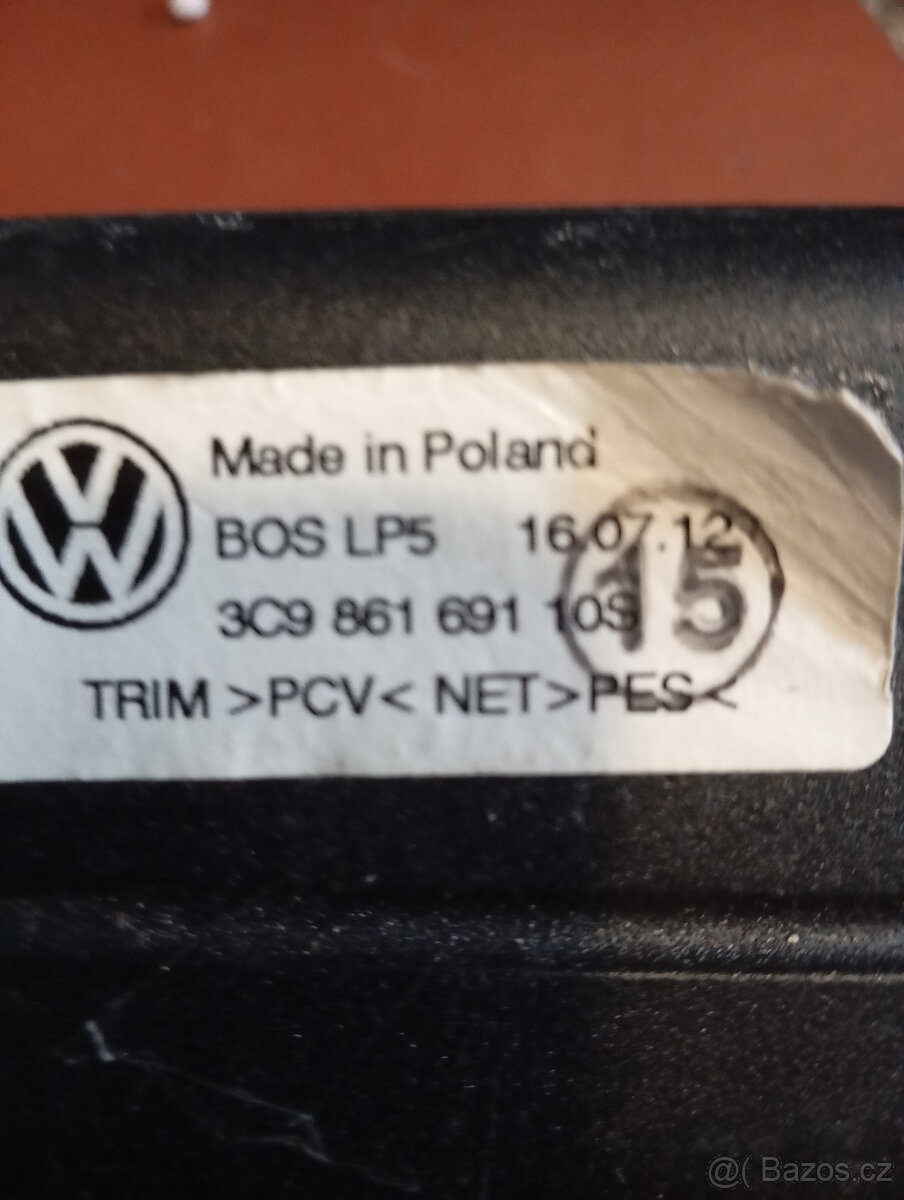 Made in Poland
BOS LP5 16.07.12
3C9 861 691 10S
15
TRIM >PCV< NET>PES<
@( Bazos.cz